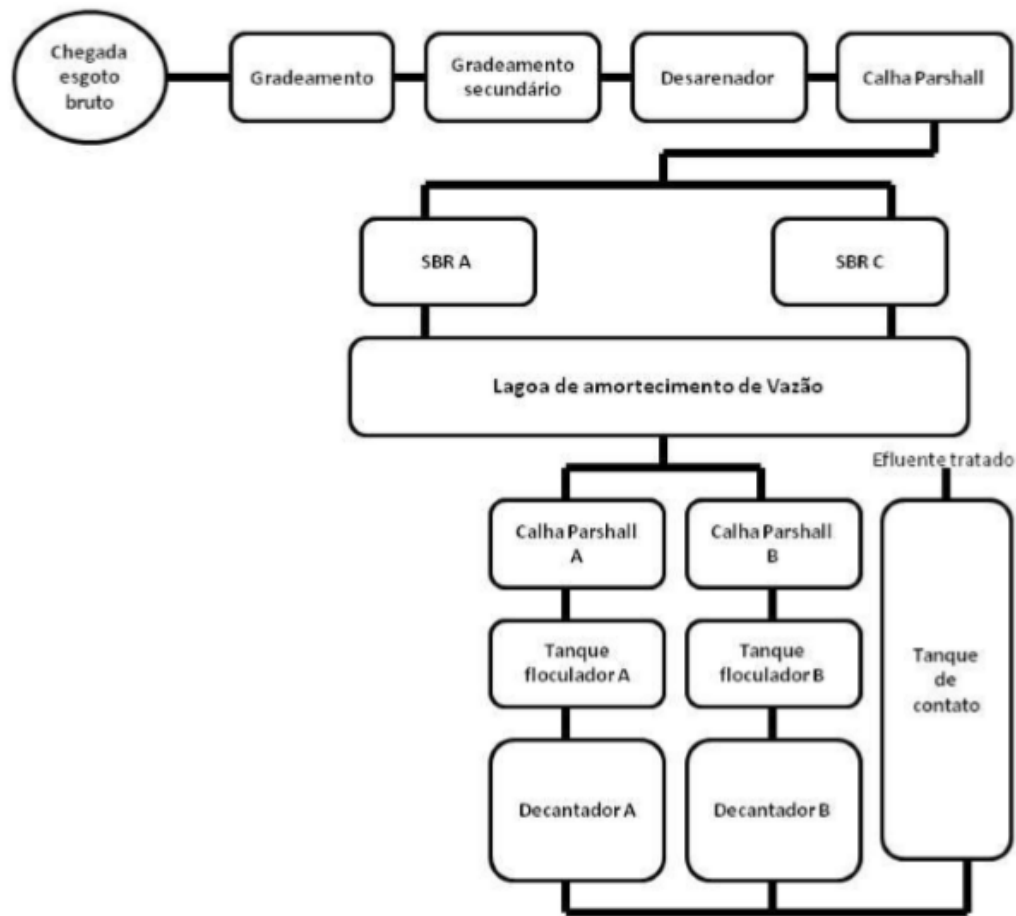 Chegada
esgoto
bruto
Gradeamento
Gradeamento
secundário
Desarenador
Calha Parshall
SBR A
SBR C
Lagoa de amortecimento de Vazão
Efluente tratado
Calha Parshall
A
Calha Parshall
B
Tanque
floculador A
Tanque
floculador B
Tanque
de
contato
Decantador A
Decantador B